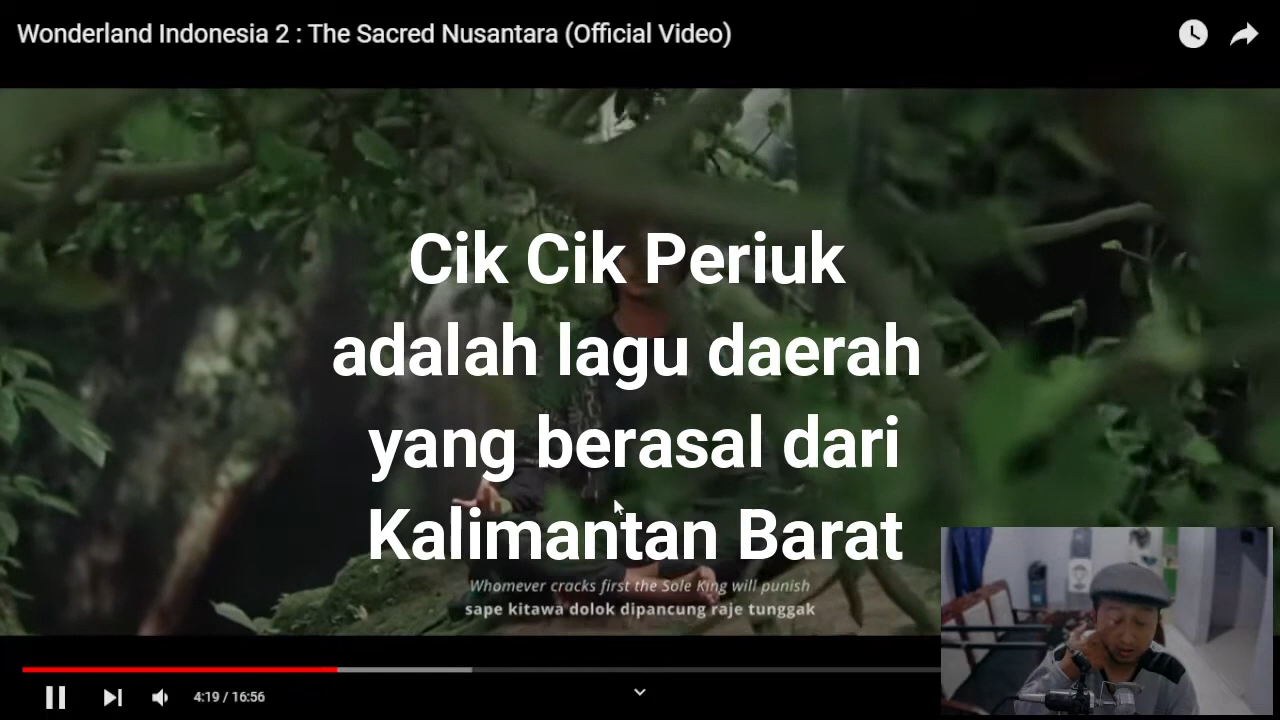 Wonderland Indonesia 2 : The Sacred Nusantara (Official Video)
Cik Cik Periuk
adalah lagu daerah
yang berasal dari
Kalimantan Barat
Whomever cracks first the Sole King will punish
sape kitawa dolok dipancung raje tunggak
4:19 / 16:56